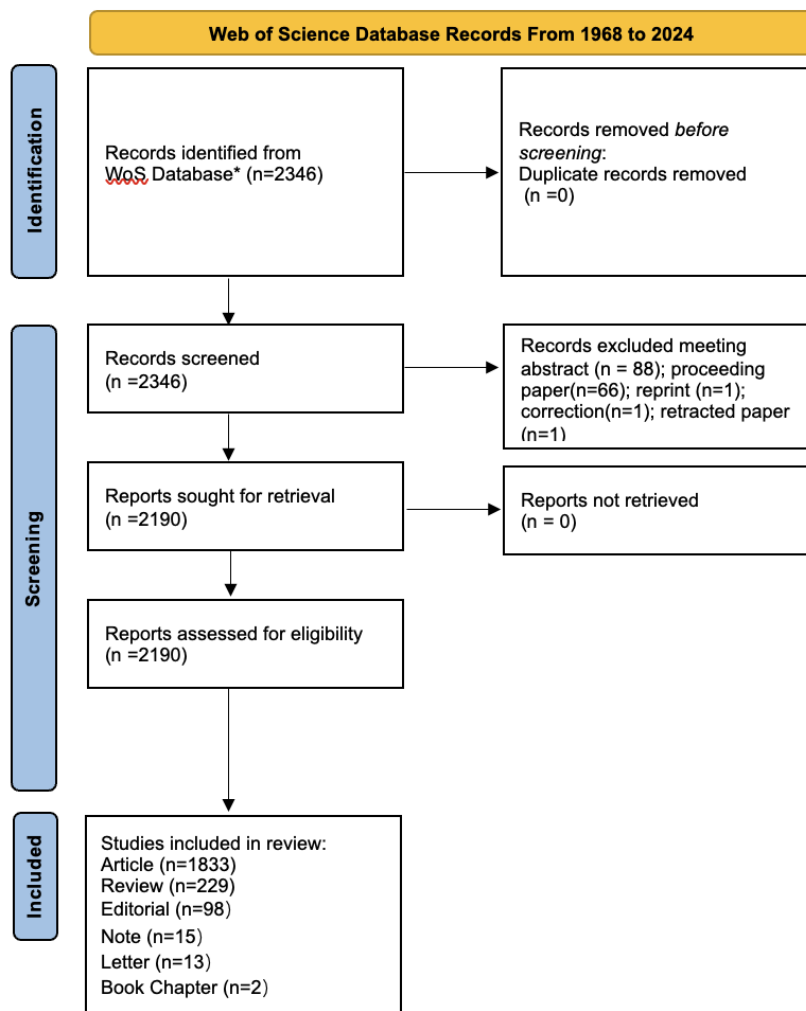 Web of Science Database Records From 1968 to 2024
Identification
Records identified from
WoS Database* (n=2346)
Records removed before
screening:
Duplicate records removed
(n =0)
Screening
Records screened
(n =2346)
Records excluded meeting
abstract (n = 88); proceeding
paper(n=66); reprint (n=1);
correction(n=1); retracted paper
(n=1)
Reports sought for retrieval
(n =2190)
Reports not retrieved
(n = 0)
Reports assessed for eligibility
(n =2190)
Included
Studies included in review:
Article (n=1833)
Review (n=229)
Editorial (n=98)
Note (n=15)
Letter (n=13)
Book Chapter (n=2)